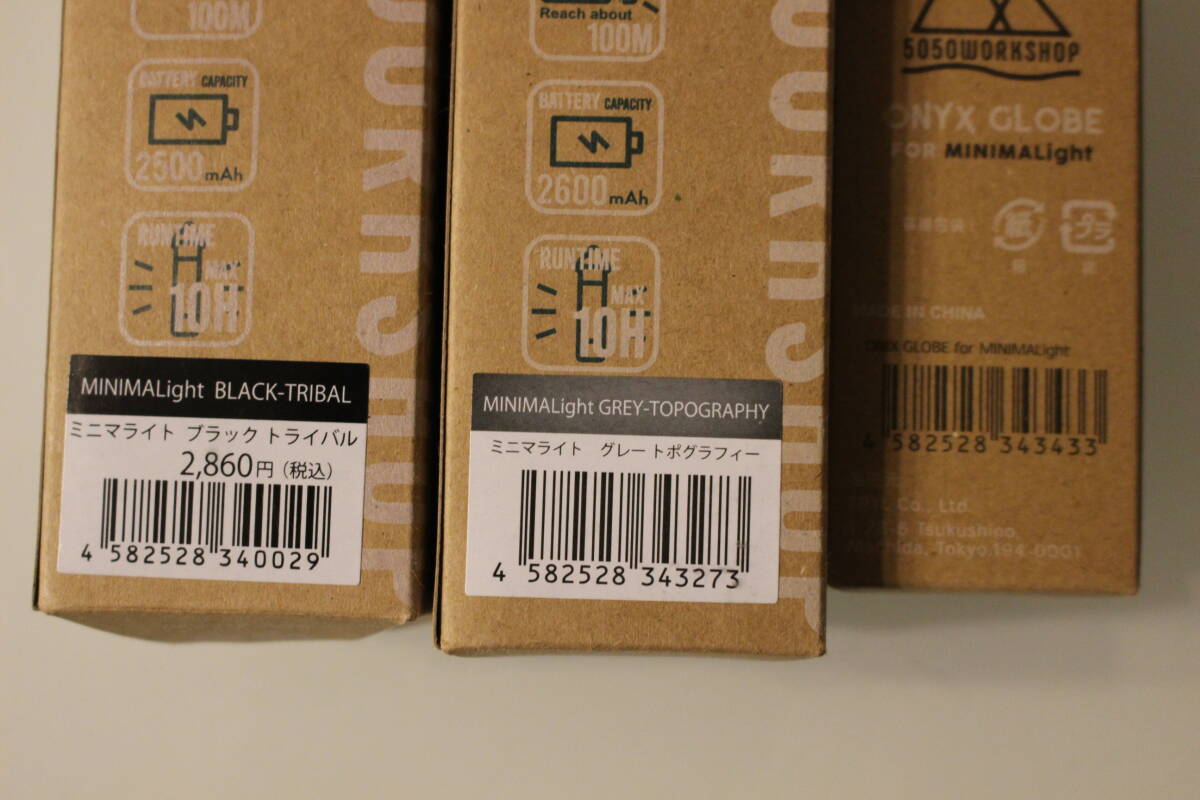 100M
BATTERY CAPACITY
2500mAh
RUNTIME
MAX
10H
MINIMALight BLACK-TRIBAL
ミニマライト ブラック トライバル
2,860円（税込）
4 582528 340029
Reach about
100M
BATTERY CAPACITY
2600mAh
RUNTIME
MAX
10H
MINIMALight GREY-TOPOGRAPHY
ミニマライト グレートポグラフィー
4 582528 343273
5050WORKSHOP
ONYX GLOBE
FOR MINIMALight
紙
プラ
MADE IN CHINA
ONYX GLOBE for MINIMALight
4 582528 343433
Co., Ltd.
Tsukushino,
Machida, Tokyo,194-0001